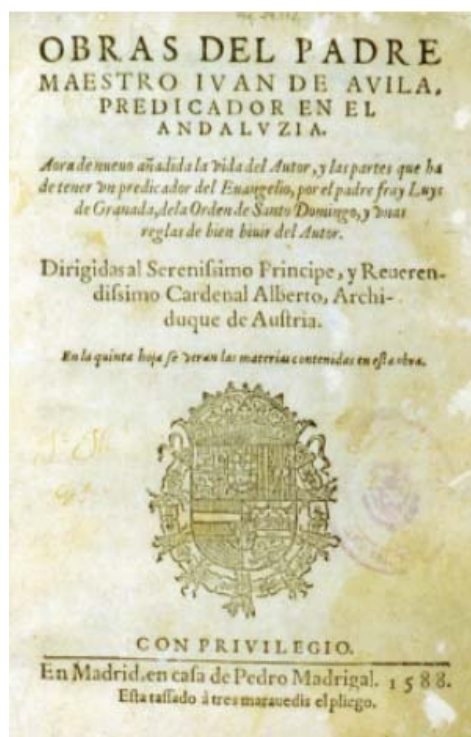 OBRAS DEL PADRE
MAESTRO IVAN DE AVILA,
PREDICADOR EN EL
ANDALVZIA.
Aora de nueuo añadida la vida del Autor, y las partes que ha
de tener vn predicador del Euangelio, por el padre fray Luys
de Granada, de la Orden de Santo Domingo, y vnas
reglas de bien biuir del Autor.
Dirigidas al Sereniſsimo Principe, y Reueren-
diſsimo Cardenal Alberto, Archi-
duque de Auſtria.
En la quinta hoja ſe veran las materias contenidas en eſta obra.
CON PRIVILEGIO.
En Madrid, en caſa de Pedro Madrigal. 1588.
Eſta taſſado à tres marauedis el pliego.